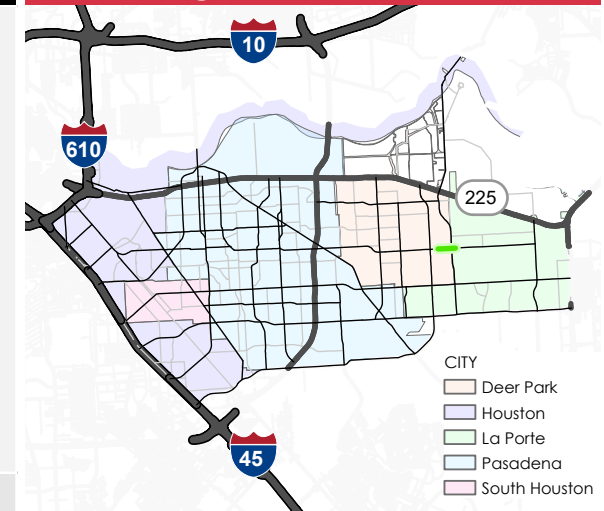 10
610
225
CITY
Deer Park
Houston
La Porte
Pasadena
South Houston
45